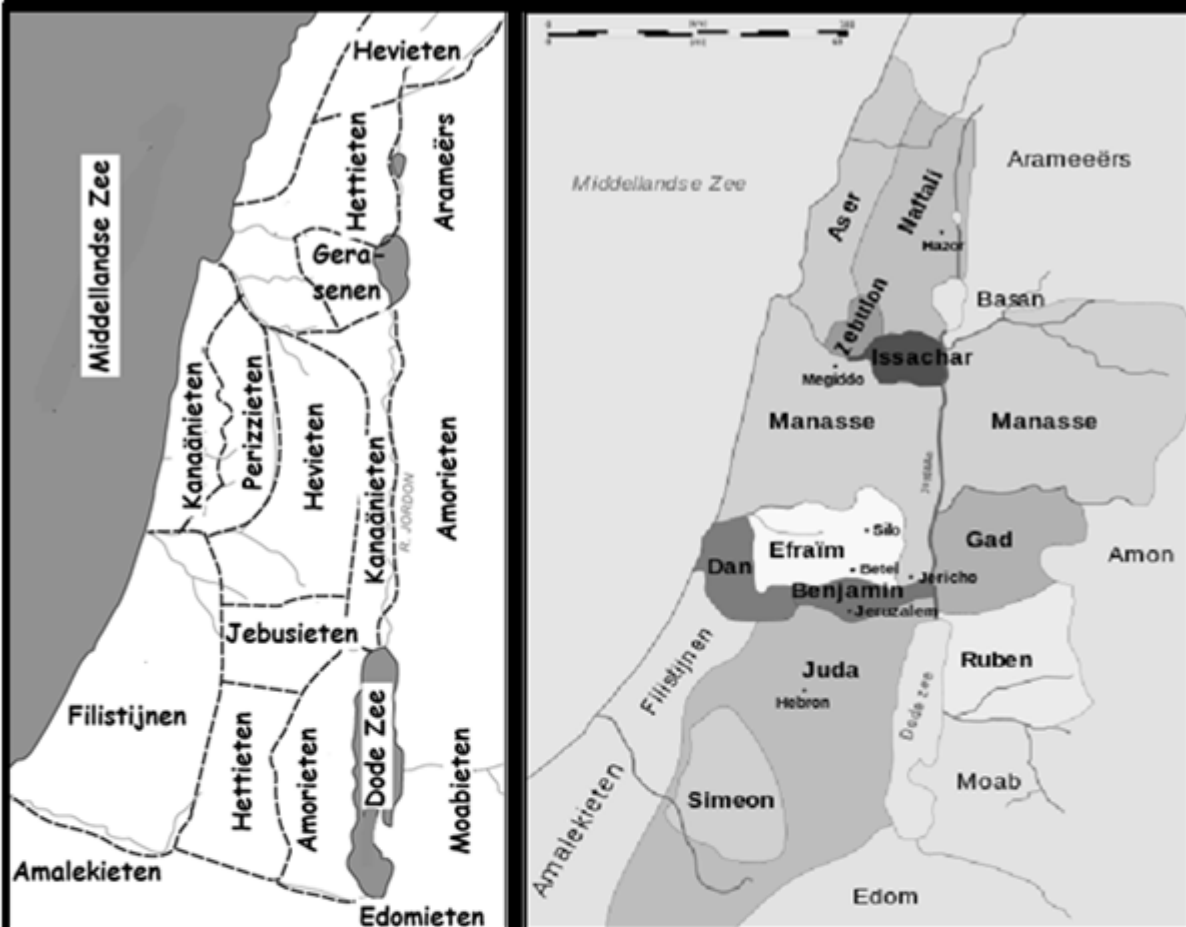 Hevieten
Hettieten
Arameërs
Middellandse Zee
Gera-
senen
Kanaänieten
Perizzieten
Hevieten
Kanaänieten
R. JORDON
Amorieten
Jebusieten
Filistijnen
Hettieten
Amorieten
Dode Zee
Moabieten
Amalekieten
Edomieten
Middellandse Zee
Arameeërs
Aser
Naftali
Hazor
Basan
Zebulon
Issachar
Megiddo
Manasse
Manasse
Silo
Efraïm
Gad
Dan
Betel
Jericho
Amon
Benjamin
Jeruzalem
Filistijnen
Juda
Ruben
Hebron
Dode zee
Simeon
Moab
Amalekieten
Edom